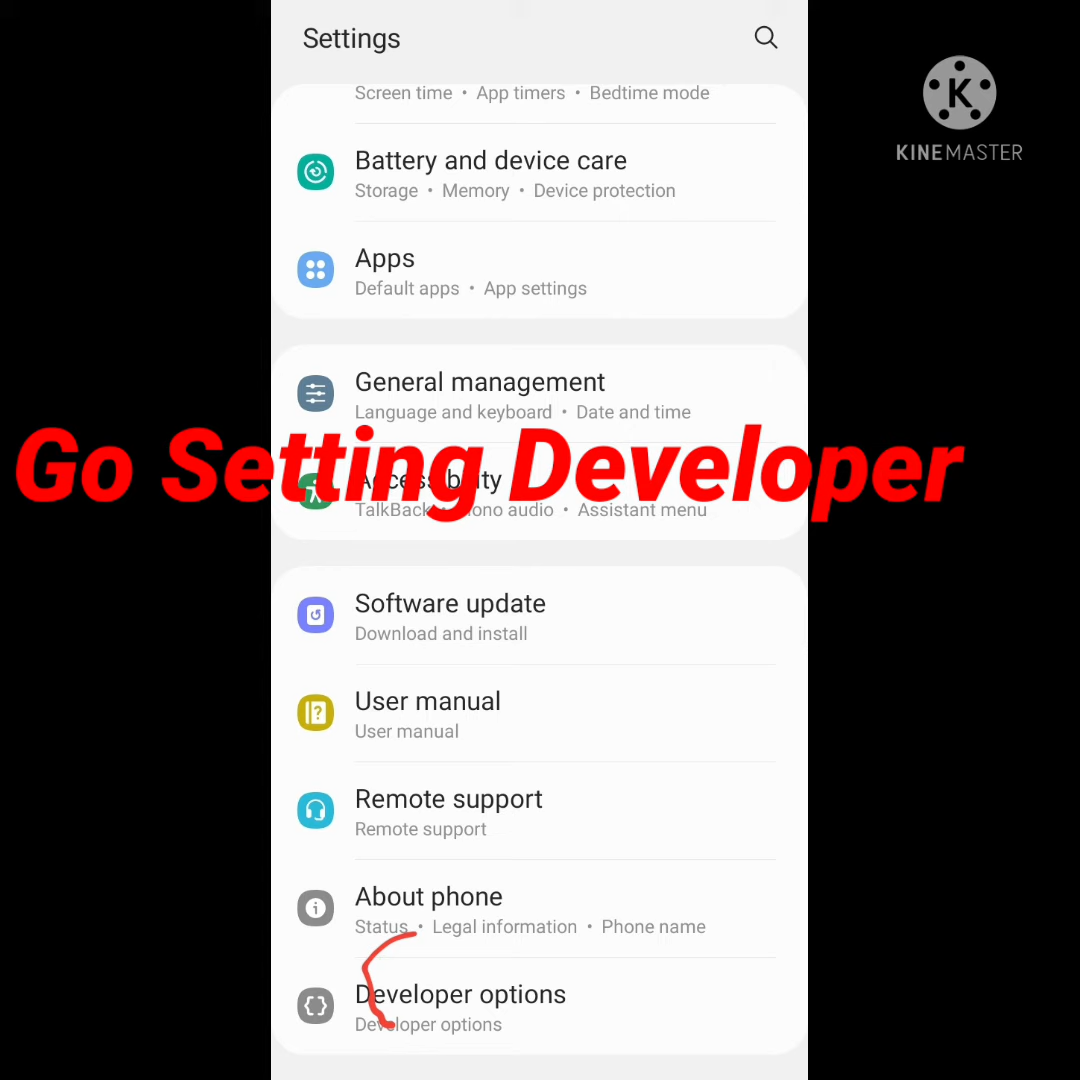 Settings
KINEMASTER
Screen time • App timers • Bedtime mode
Battery and device care
Storage • Memory • Device protection
Apps
Default apps • App settings
General management
Language and keyboard • Date and time
Go Setting Developer
Accessibility
TalkBack • Mono audio • Assistant menu
Software update
Download and install
User manual
User manual
Remote support
Remote support
About phone
Status • Legal information • Phone name
Developer options
Developer options